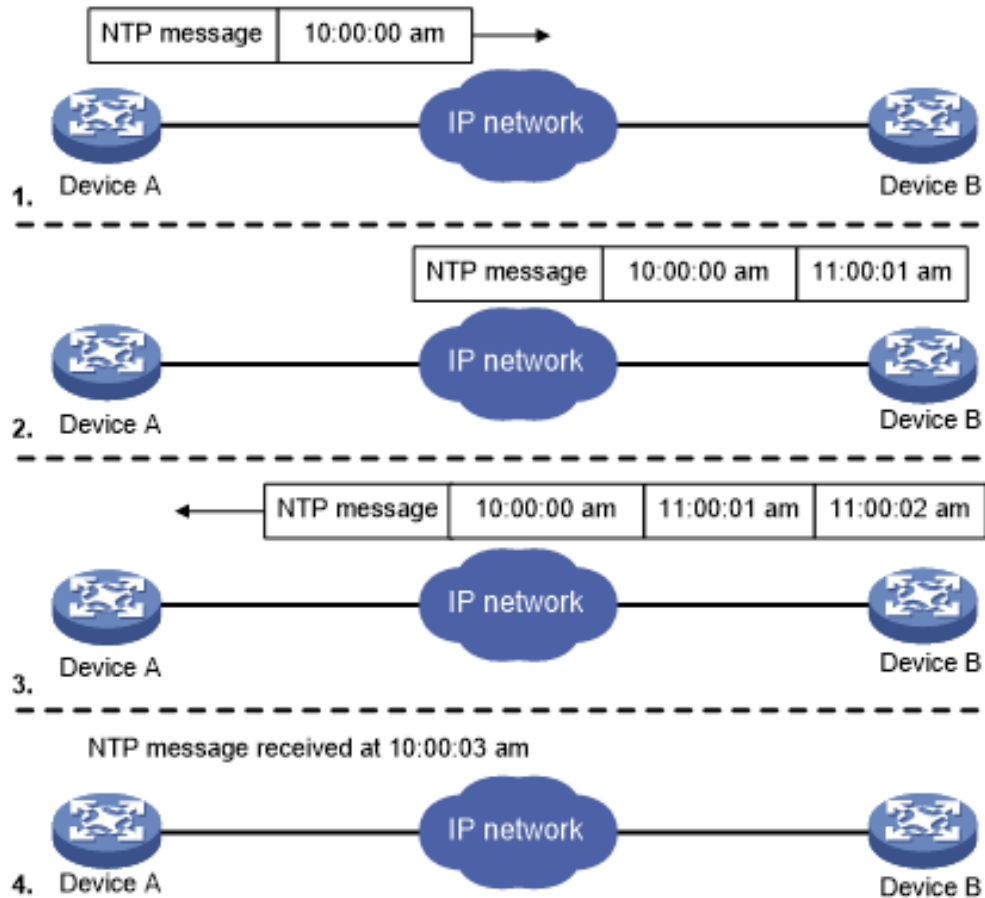 NTP message 10:00:00 am
IP network
Device A Device B
1.
NTP message 10:00:00 am 11:00:01 am
IP network
Device A Device B
2.
NTP message 10:00:00 am 11:00:01 am 11:00:02 am
IP network
Device A Device B
3.
NTP message received at 10:00:03 am
IP network
4. Device A Device B